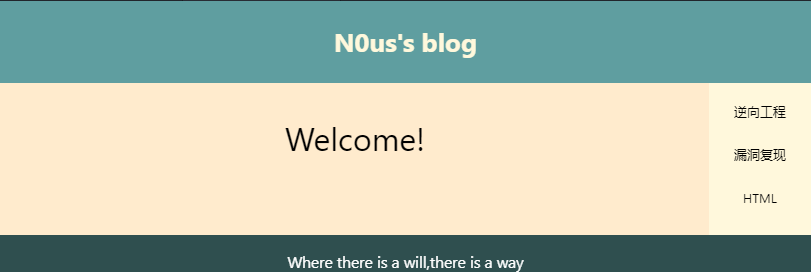 N0us's blog
Welcome!
逆向工程
漏洞复现
HTML
Where there is a will,there is a way